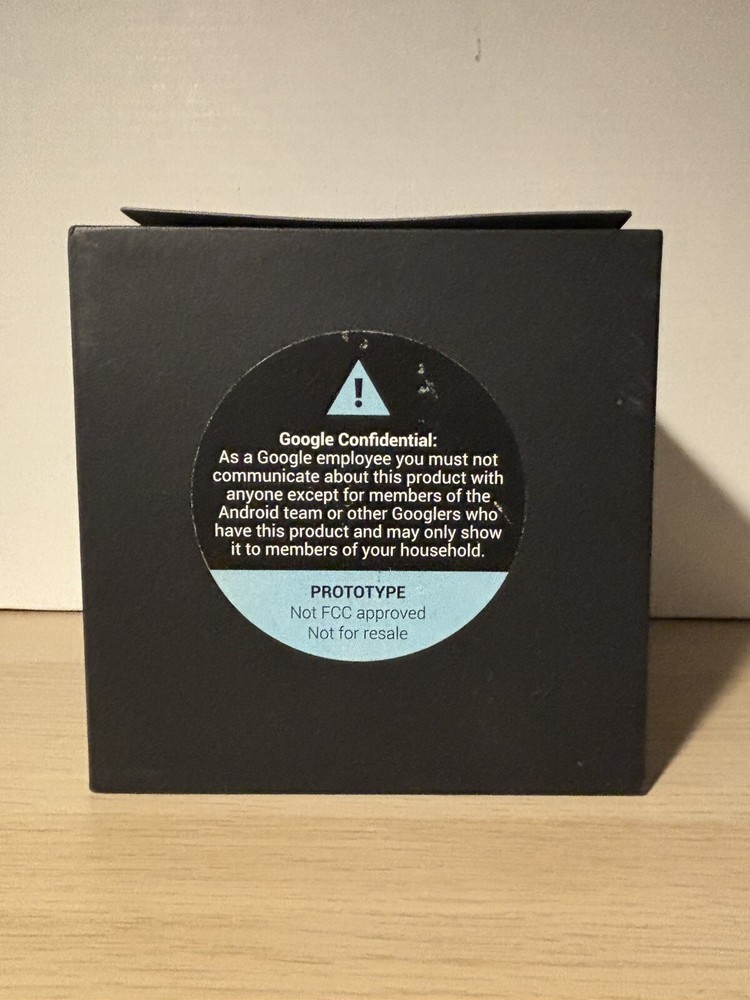 !
Google Confidential:
As a Google employee you must not
communicate about this product with
anyone except for members of the
Android team or other Googlers who
have this product and may only show
it to members of your household.
PROTOTYPE
Not FCC approved
Not for resale